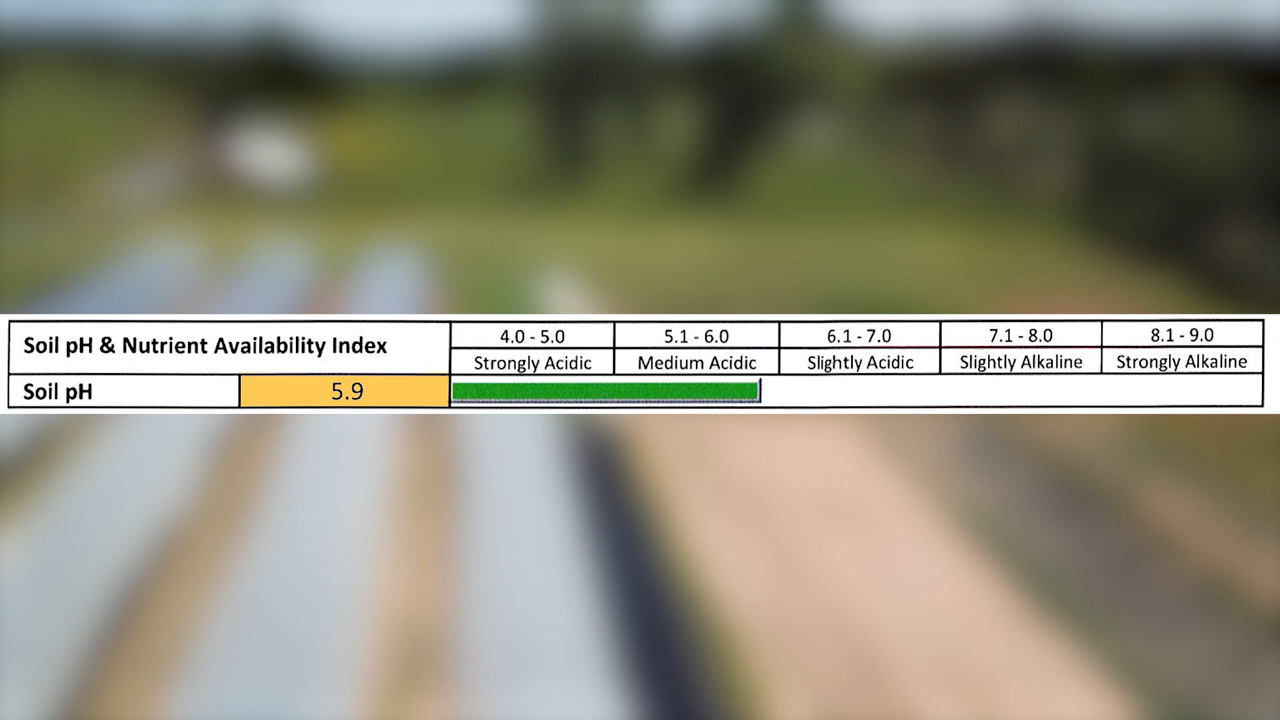 Soil pH & Nutrient Availability Index
4.0 - 5.0 5.1 - 6.0 6.1 - 7.0 7.1 - 8.0 8.1 - 9.0
Strongly Acidic Medium Acidic Slightly Acidic Slightly Alkaline Strongly Alkaline
Soil pH 5.9